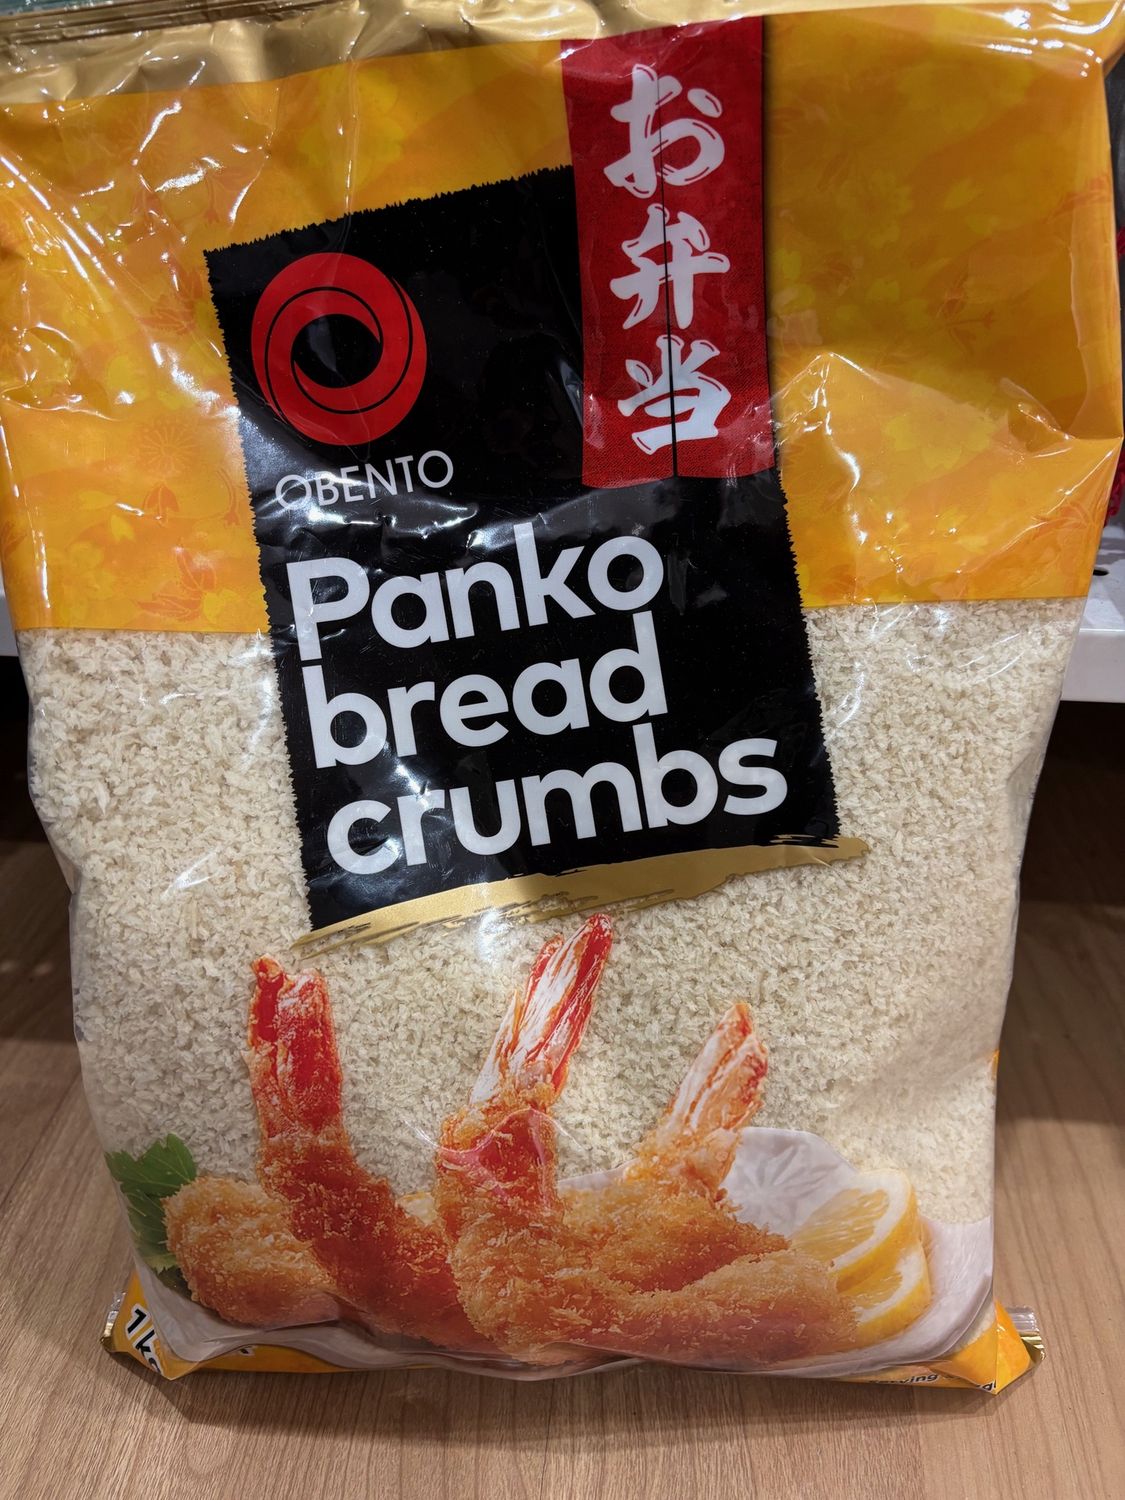 お弁当
OBENTO
Panko
bread
crumbs